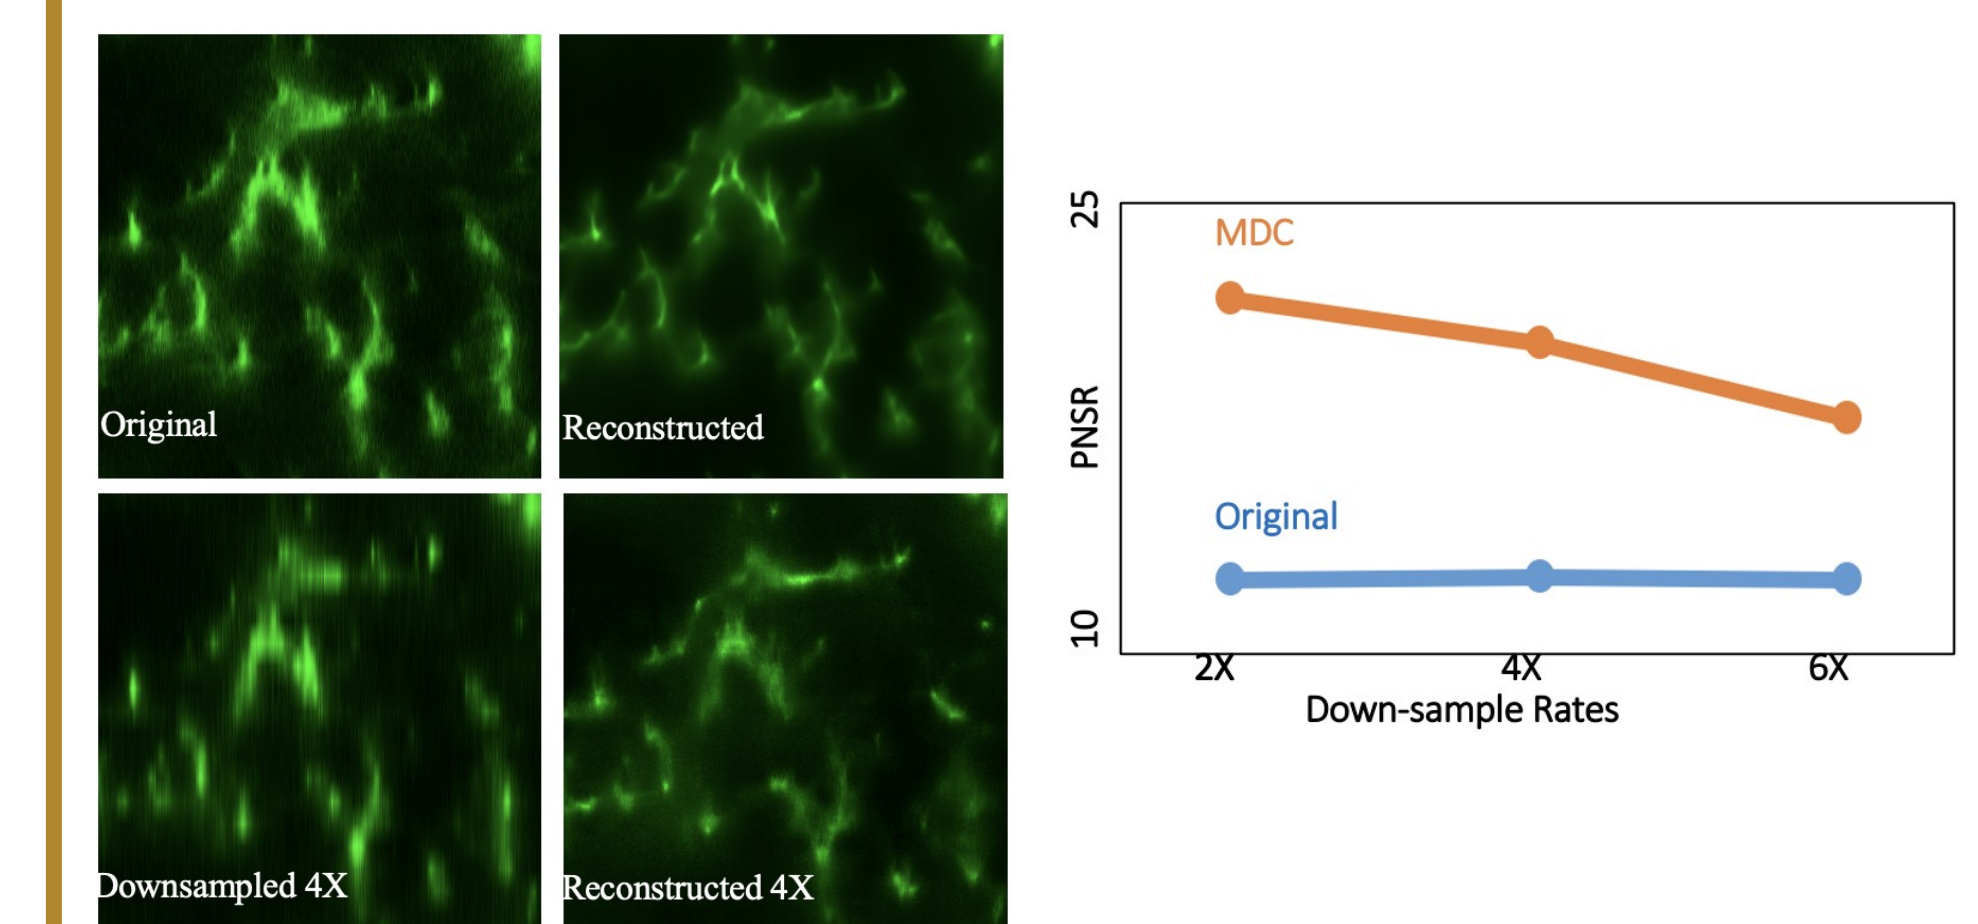 Original
Reconstructed
Downsampled 4X
Reconstructed 4X
25
PNSR
10
MDC
Original
2X 4X 6X
Down-sample Rates